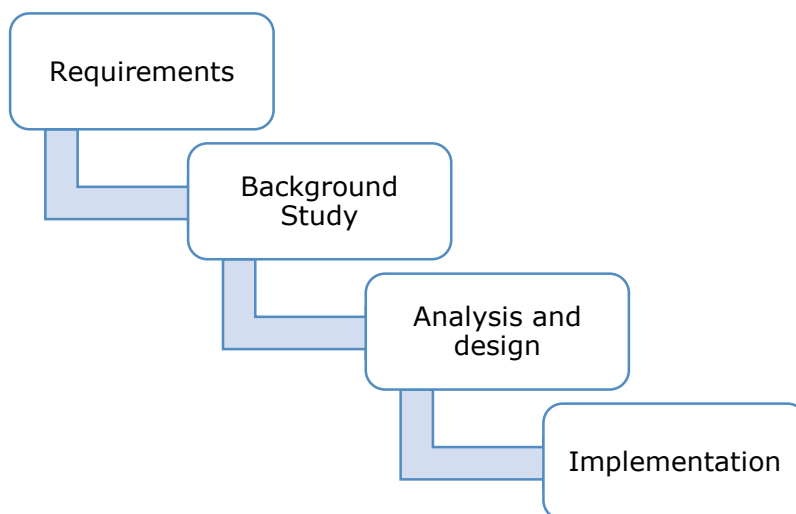 Requirements
Background
Study
Analysis and
design
Implementation